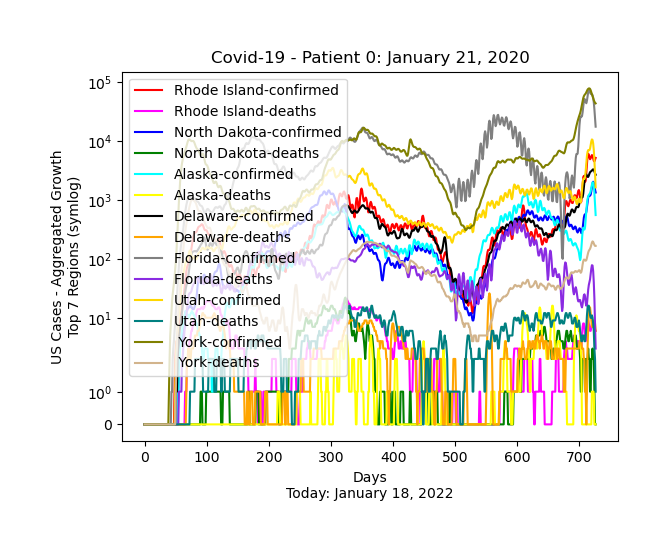 Covid-19 - Patient 0: January 21, 2020
US Cases - Aggregated Growth
Top 7 Regions (symlog)
10^5
10^4
10^3
10^2
10^1
10^0
0
Rhode Island-confirmed
Rhode Island-deaths
North Dakota-confirmed
North Dakota-deaths
Alaska-confirmed
Alaska-deaths
Delaware-confirmed
Delaware-deaths
Florida-confirmed
Florida-deaths
Utah-confirmed
Utah-deaths
York-confirmed
York-deaths
0 100 200 300 400 500 600 700
Days
Today: January 18, 2022